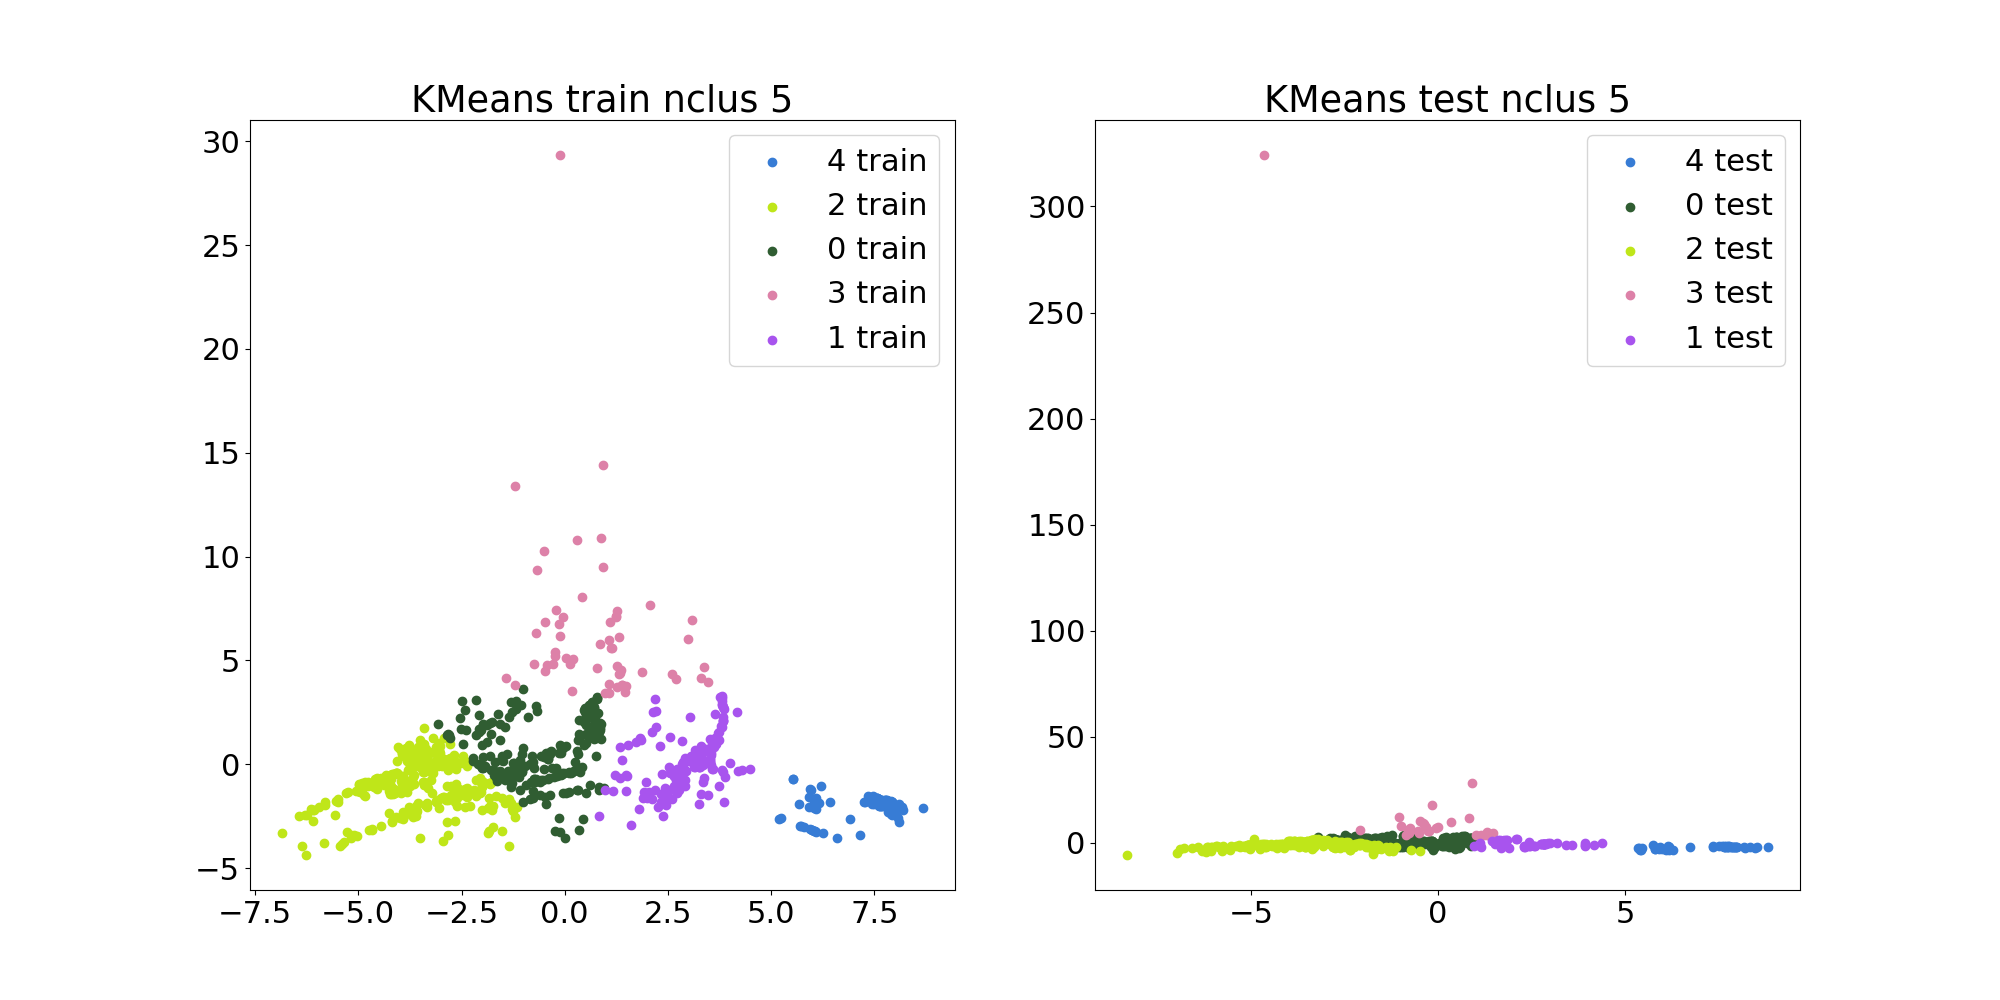 KMeans train nclus 5
30
25
20
15
10
5
0
−5
−7.5 −5.0 −2.5 0.0 2.5 5.0 7.5
4 train
2 train
0 train
3 train
1 train
KMeans test nclus 5
300
250
200
150
100
50
0
−5 0 5
4 test
0 test
2 test
3 test
1 test